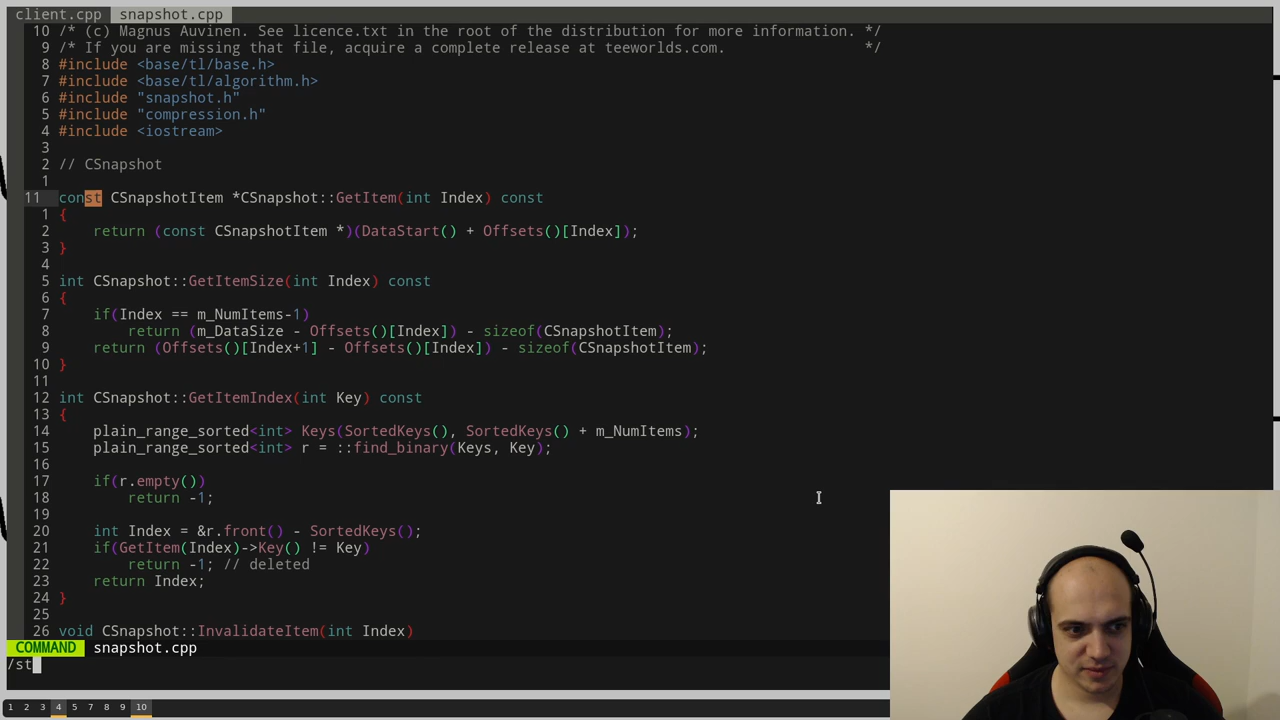 client.cpp snapshot.cpp
10 /* (c) Magnus Auvinen. See licence.txt in the root of the distribution for more information. */
9 /* If you are missing that file, acquire a complete release at teeworlds.com.                */
8 #include <base/tl/base.h>
7 #include <base/tl/algorithm.h>
6 #include "snapshot.h"
5 #include "compression.h"
4 #include <iostream>
3
2 // CSnapshot
1
11 const CSnapshotItem *CSnapshot::GetItem(int Index) const
1 {
2     return (const CSnapshotItem *)(DataStart() + Offsets()[Index]);
3 }
4
5 int CSnapshot::GetItemSize(int Index) const
6 {
7     if(Index == m_NumItems-1)
8         return (m_DataSize - Offsets()[Index]) - sizeof(CSnapshotItem);
9     return (Offsets()[Index+1] - Offsets()[Index]) - sizeof(CSnapshotItem);
10 }
11
12 int CSnapshot::GetItemIndex(int Key) const
13 {
14     plain_range_sorted<int> Keys(SortedKeys(), SortedKeys() + m_NumItems);
15     plain_range_sorted<int> r = ::find_binary(Keys, Key);
16
17     if(r.empty())
18         return -1;
19
20     int Index = &r.front() - SortedKeys();
21     if(GetItem(Index)->Key() != Key)
22         return -1; // deleted
23     return Index;
24 }
25
26 void CSnapshot::InvalidateItem(int Index)
COMMAND snapshot.cpp
/st
1 2 3 4 5 7 8 9 10